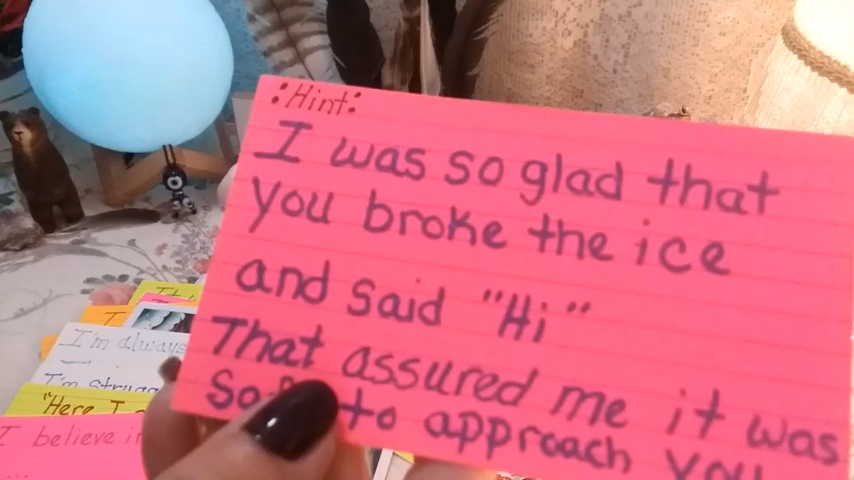 :Hint:
I was so glad that
you broke the ice
and said "Hi"
That assured me it was
to approach you
I'm always
I'm
"Here I
I believe